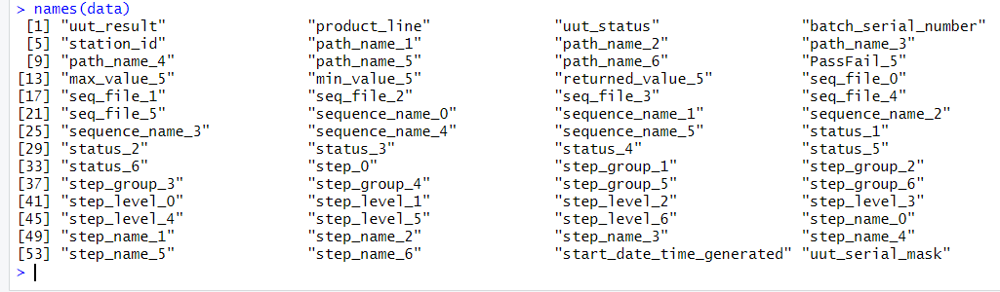 > names(data)
[1] "uut_result" "product_line" "uut_status" "batch_serial_number"
[5] "station_id" "path_name_1" "path_name_2" "path_name_3"
[9] "path_name_4" "path_name_5" "path_name_6" "PassFail_5"
[13] "max_value_5" "min_value_5" "returned_value_5" "seq_file_0"
[17] "seq_file_1" "seq_file_2" "seq_file_3" "seq_file_4"
[21] "seq_file_5" "sequence_name_0" "sequence_name_1" "sequence_name_2"
[25] "sequence_name_3" "sequence_name_4" "sequence_name_5" "status_1"
[29] "status_2" "status_3" "status_4" "status_5"
[33] "status_6" "step_0" "step_group_1" "step_group_2"
[37] "step_group_3" "step_group_4" "step_group_5" "step_group_6"
[41] "step_level_0" "step_level_1" "step_level_2" "step_level_3"
[45] "step_level_4" "step_level_5" "step_level_6" "step_name_0"
[49] "step_name_1" "step_name_2" "step_name_3" "step_name_4"
[53] "step_name_5" "step_name_6" "start_date_time_generated" "uut_serial_mask"
>